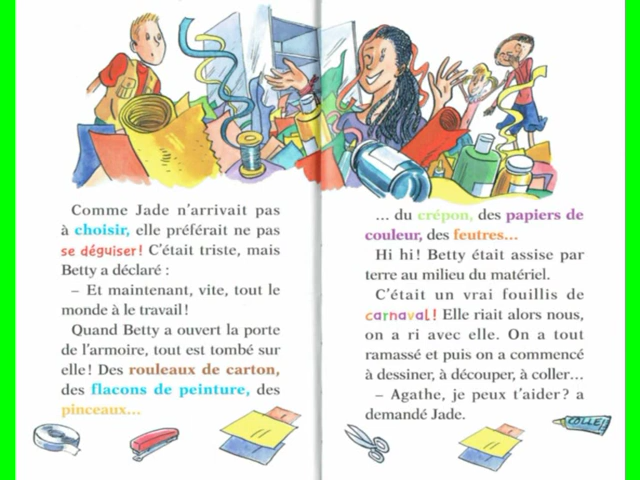 Comme Jade n'arrivait pas
à choisir, elle préférait ne pas
se déguiser! C'était triste, mais
Betty a déclaré :
– Et maintenant, vite, tout le
monde à le travail!
Quand Betty a ouvert la porte
de l'armoire, tout est tombé sur
elle! Des rouleaux de carton,
des flacons de peinture, des
pinceaux...
... du crépon, des papiers de
couleur, des feutres...
Hi hi! Betty était assise par
terre au milieu du matériel.
C'était un vrai fouillis de
carnaval! Elle riait alors nous,
on a ri avec elle. On a tout
ramassé et puis on a commencé
à dessiner, à découper, à coller...
– Agathe, je peux t'aider? a
demandé Jade.
COLLE!